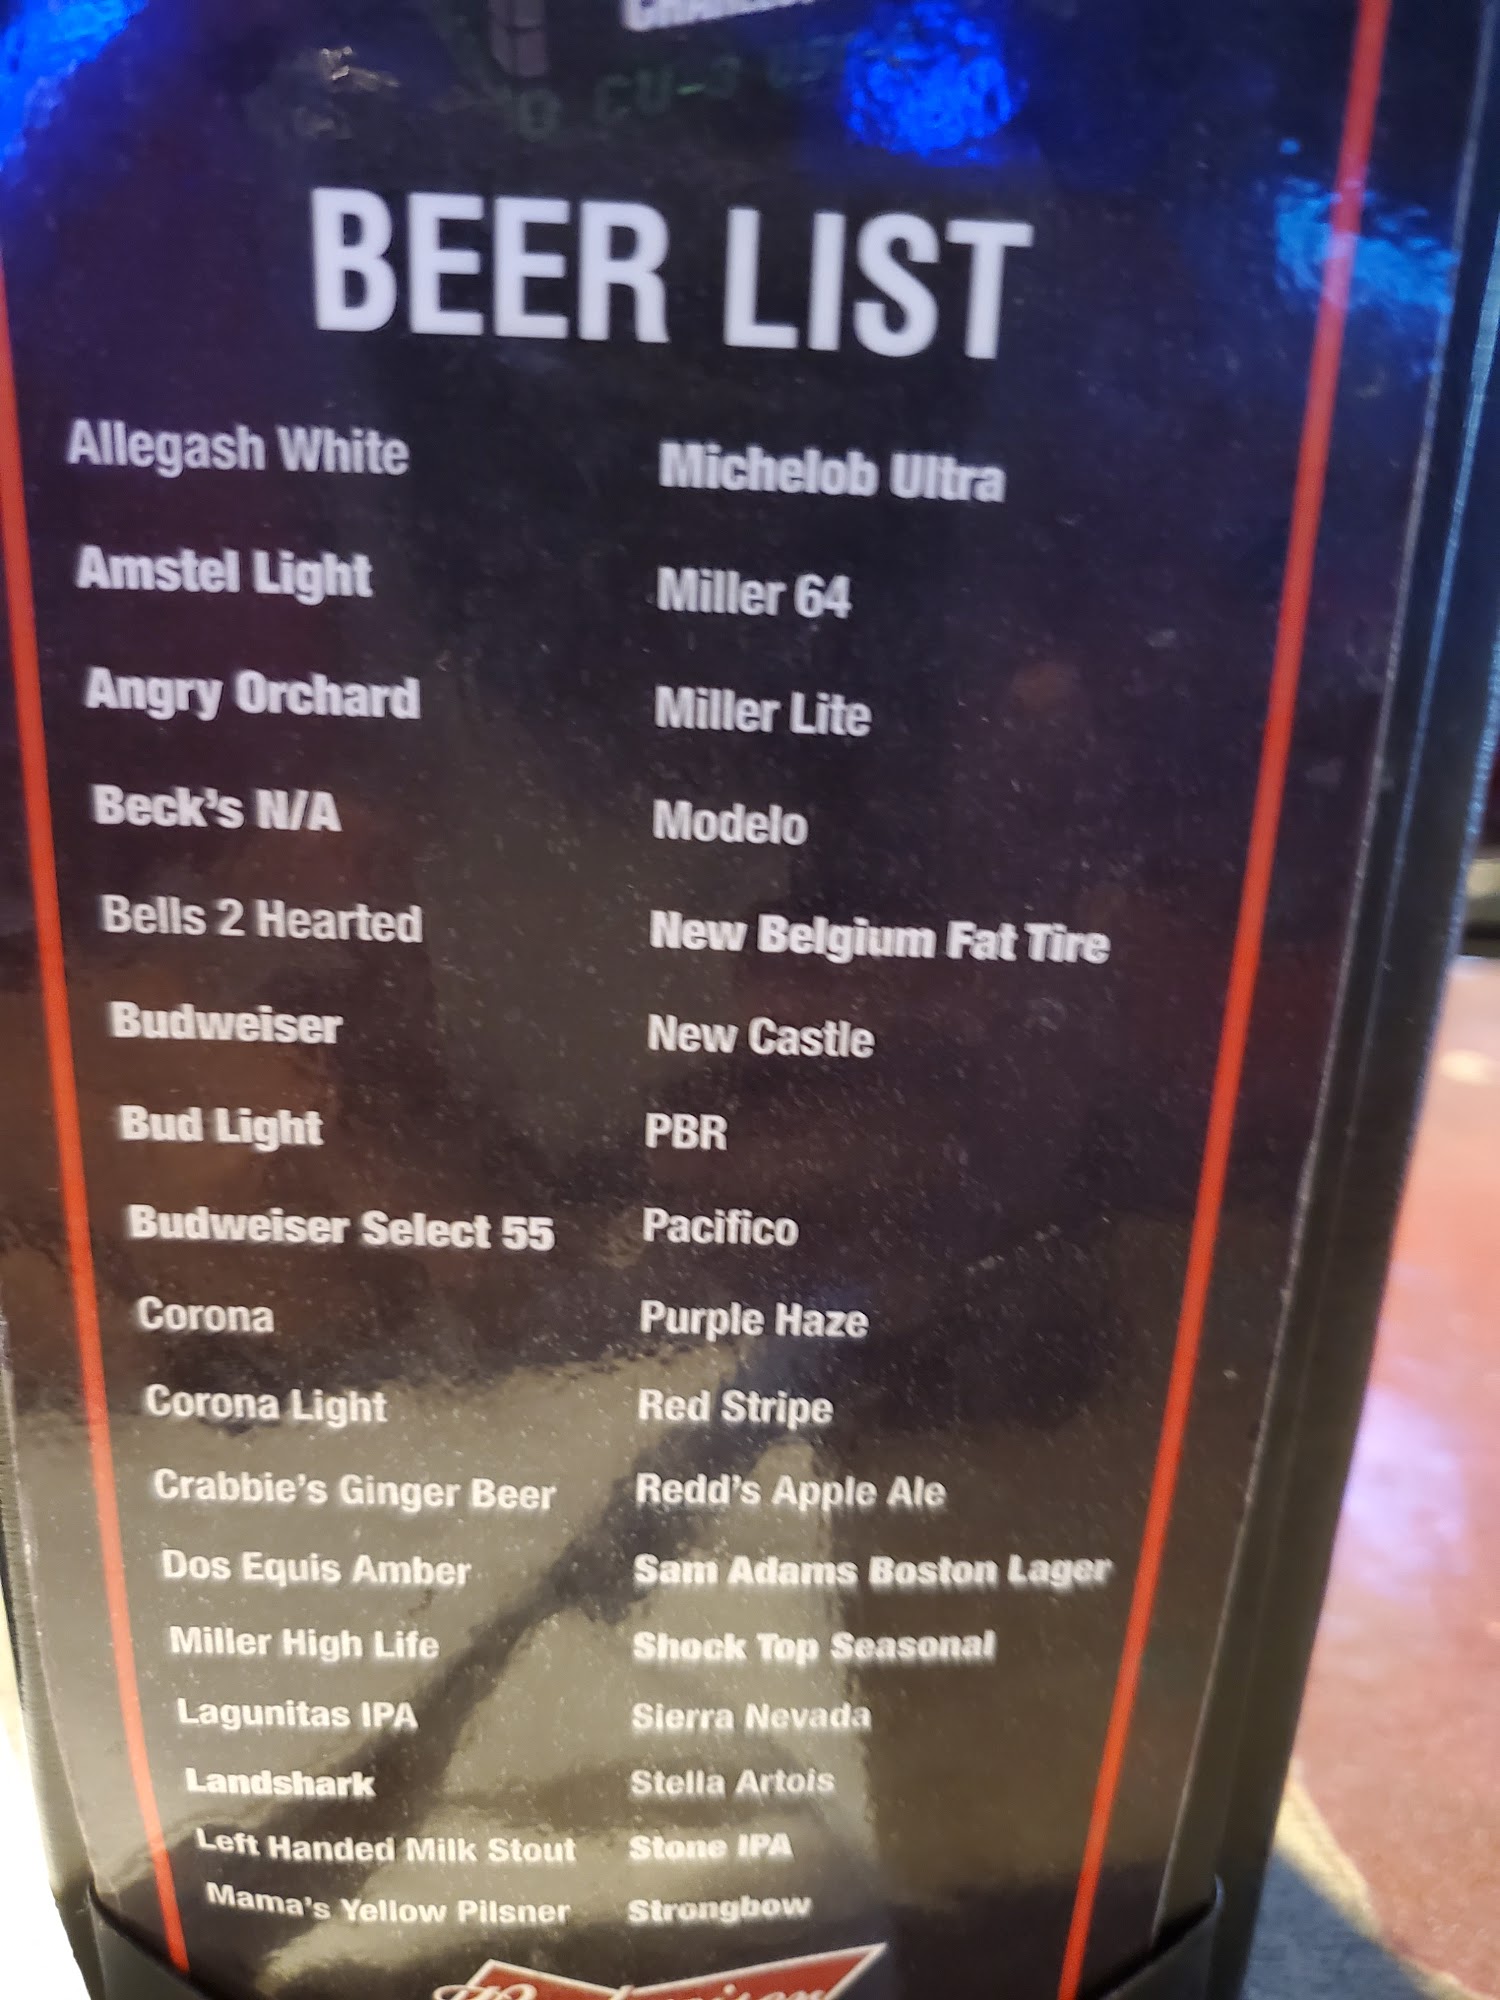 BEER LIST
Allegash White
Amstel Light
Angry Orchard
Beck's N/A
Bells 2 Hearted
Budweiser
Bud Light
Budweiser Select 55
Corona
Corona Light
Crabbie's Ginger Beer
Dos Equis Amber
Miller High Life
Lagunitas IPA
Landshark
Left Handed Milk Stout
Mama's Yellow Pilsner
Michelob Ultra
Miller 64
Miller Lite
Modelo
New Belgium Fat Tire
New Castle
PBR
Pacifico
Purple Haze
Red Stripe
Redd's Apple Ale
Sam Adams Boston Lager
Shock Top Seasonal
Sierra Nevada
Stella Artois
Stone IPA
Strongbow
Budweiser